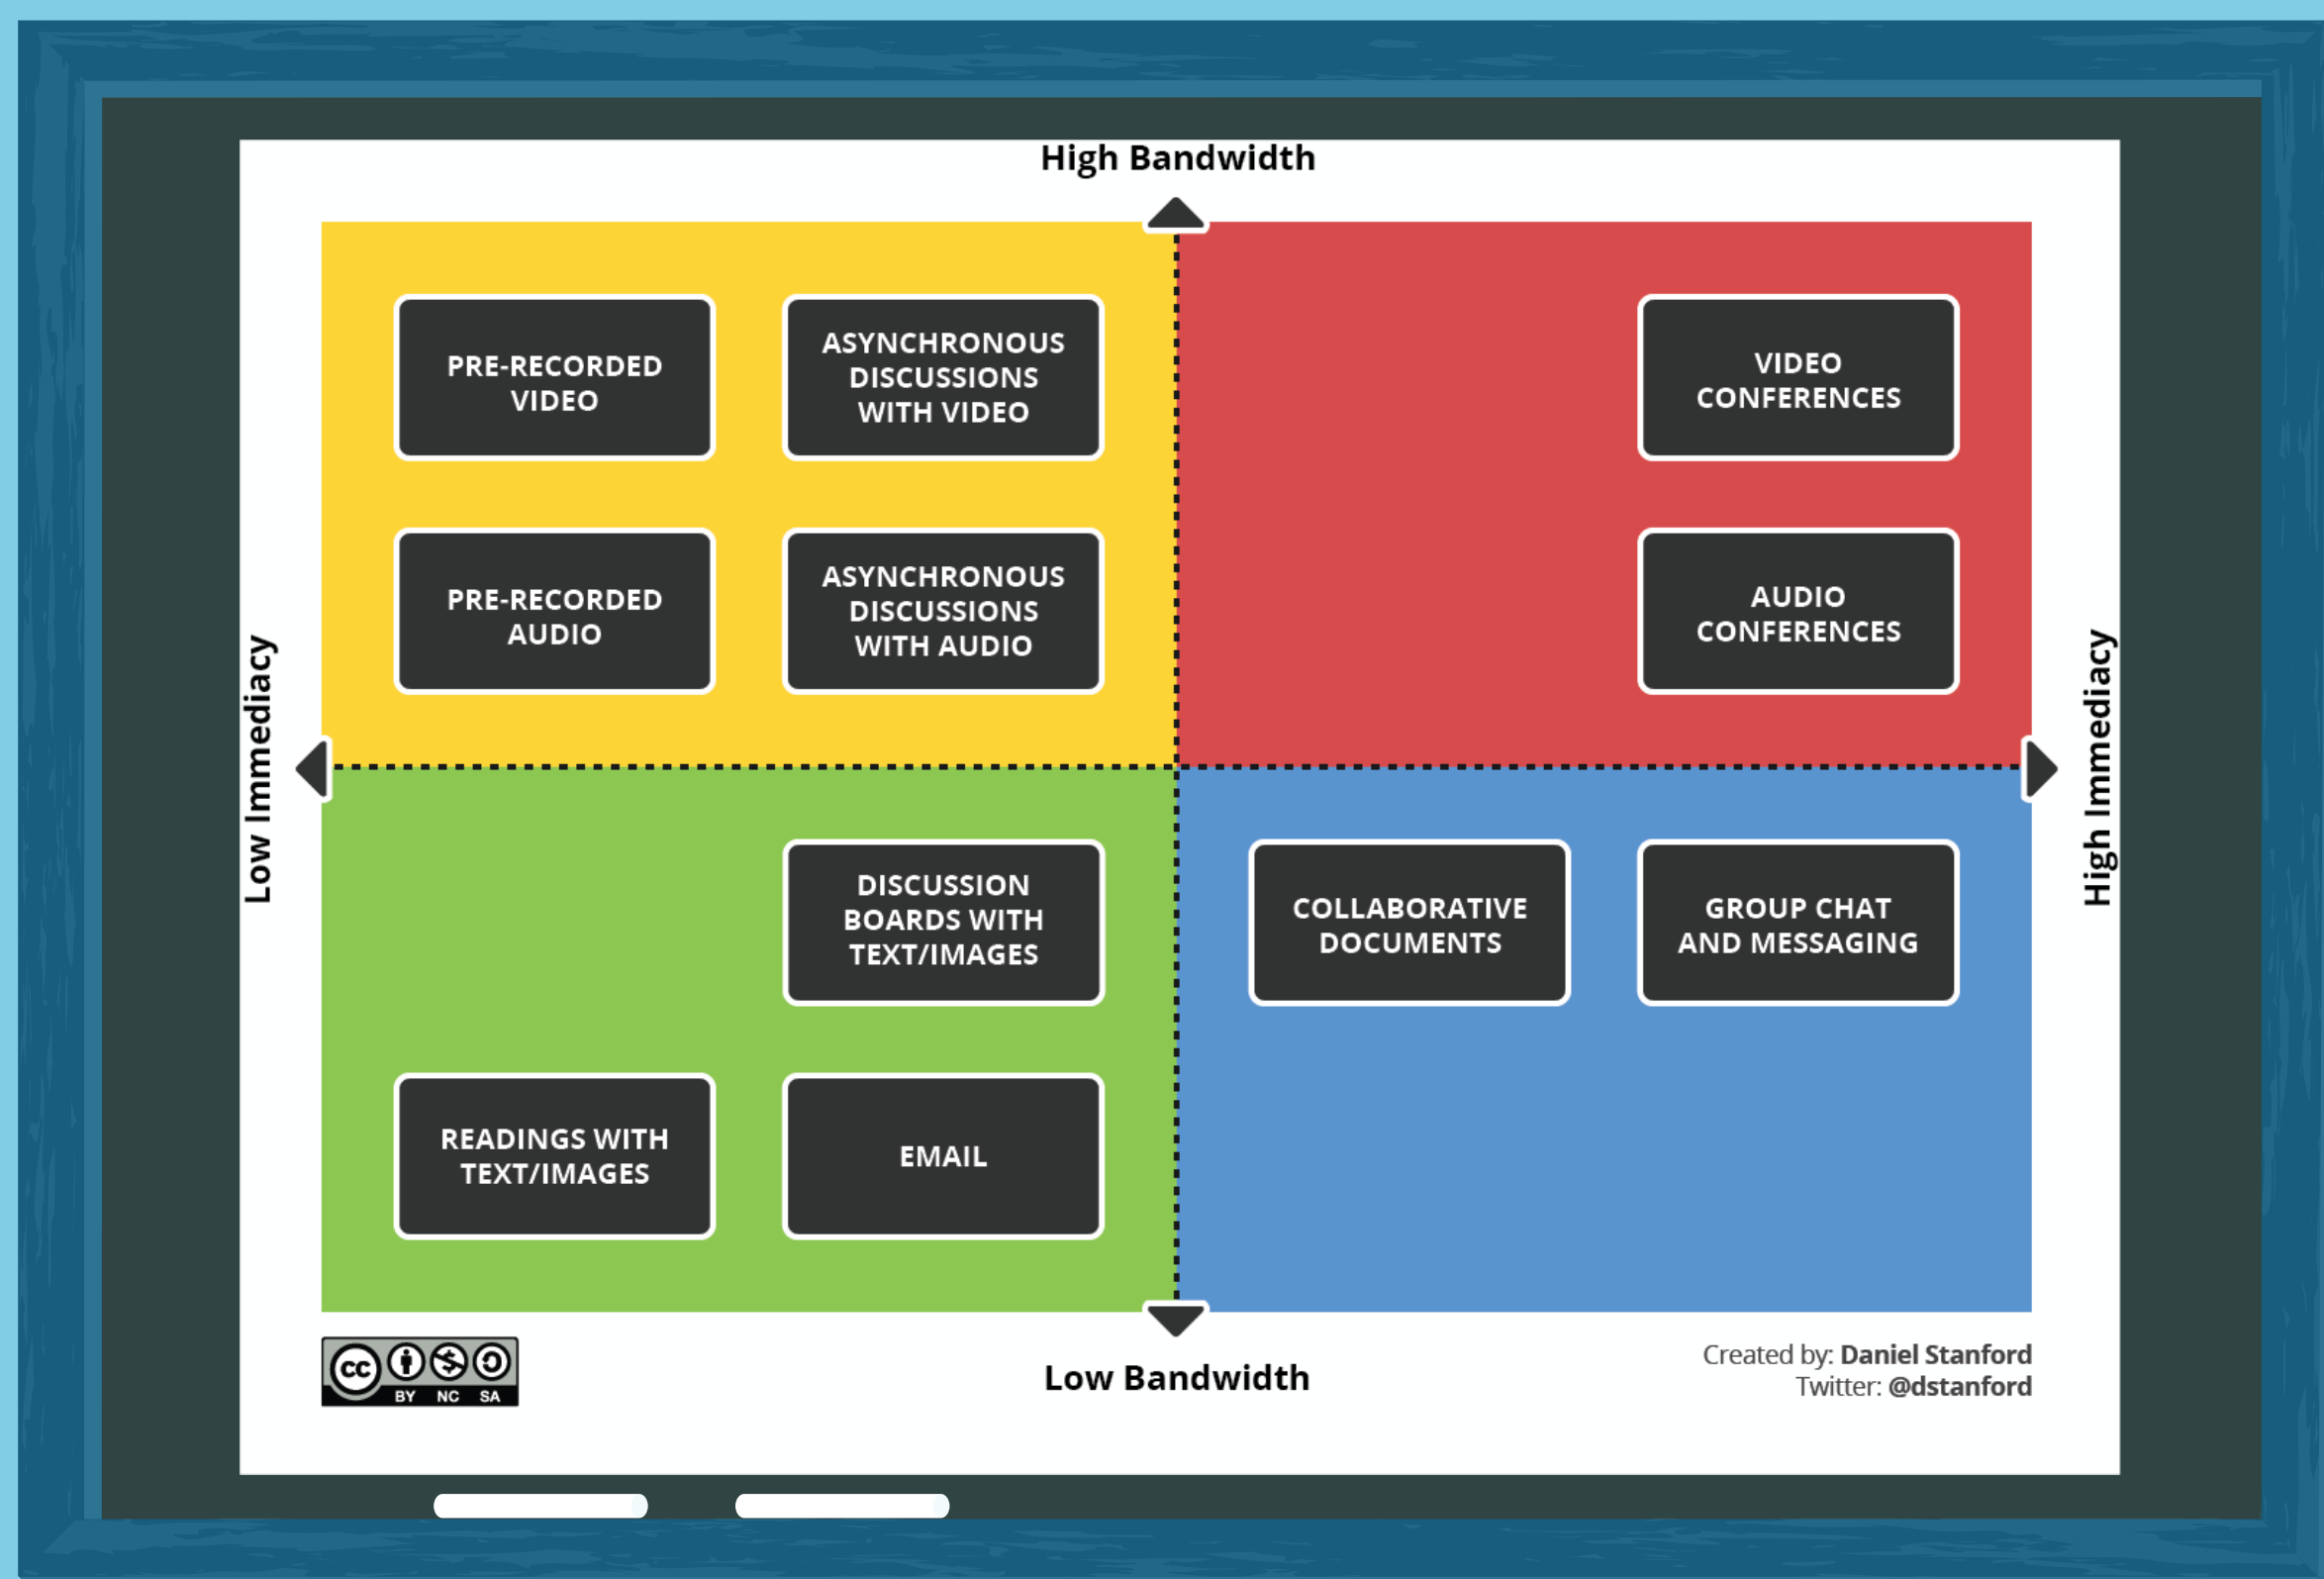 High Bandwidth
PRE-RECORDED
VIDEO
ASYNCHRONOUS
DISCUSSIONS
WITH VIDEO
VIDEO
CONFERENCES
PRE-RECORDED
AUDIO
ASYNCHRONOUS
DISCUSSIONS
WITH AUDIO
AUDIO
CONFERENCES
Low Immediacy
High Immediacy
DISCUSSION
BOARDS WITH
TEXT/IMAGES
COLLABORATIVE
DOCUMENTS
GROUP CHAT
AND MESSAGING
READINGS WITH
TEXT/IMAGES
EMAIL
cc
BY NC SA
Low Bandwidth
Created by: Daniel Stanford
Twitter: @dstanford